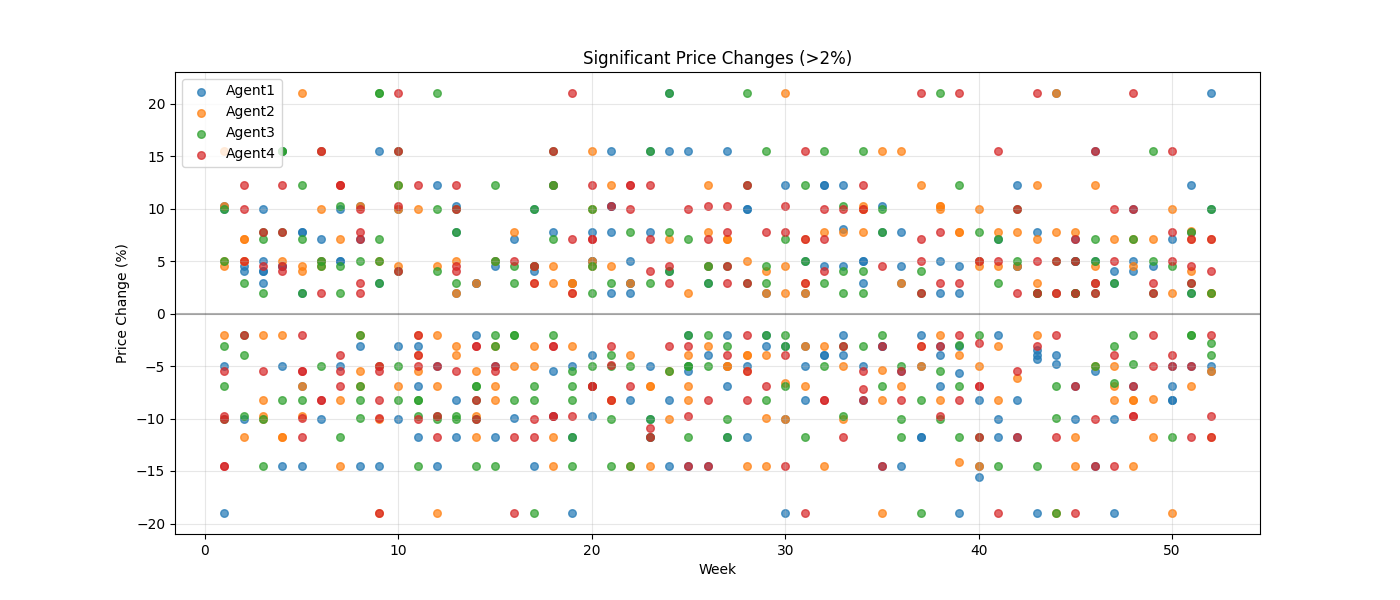 Significant Price Changes (>2%)
Agent1
Agent2
Agent3
Agent4
Price Change (%)
20
15
10
5
0
−5
−10
−15
−20
0 10 20 30 40 50
Week